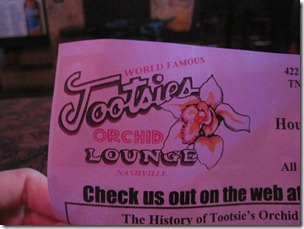 WORLD FAMOUS
Tootsies
ORCHID
LOUNGE
NASHVILLE
422
TN
Hou
All
Check us out on the web at
The History of Tootsie's Orchid